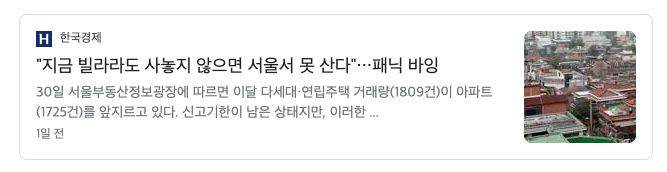 H 한국경제
"지금 빌라라도 사놓지 않으면 서울서 못 산다"…패닉 바잉
30일 서울부동산정보광장에 따르면 이달 다세대·연립주택 거래량(1809건)이 아파트
(1725건)를 앞지르고 있다. 신고기한이 남은 상태지만, 이러한 ...
1일 전